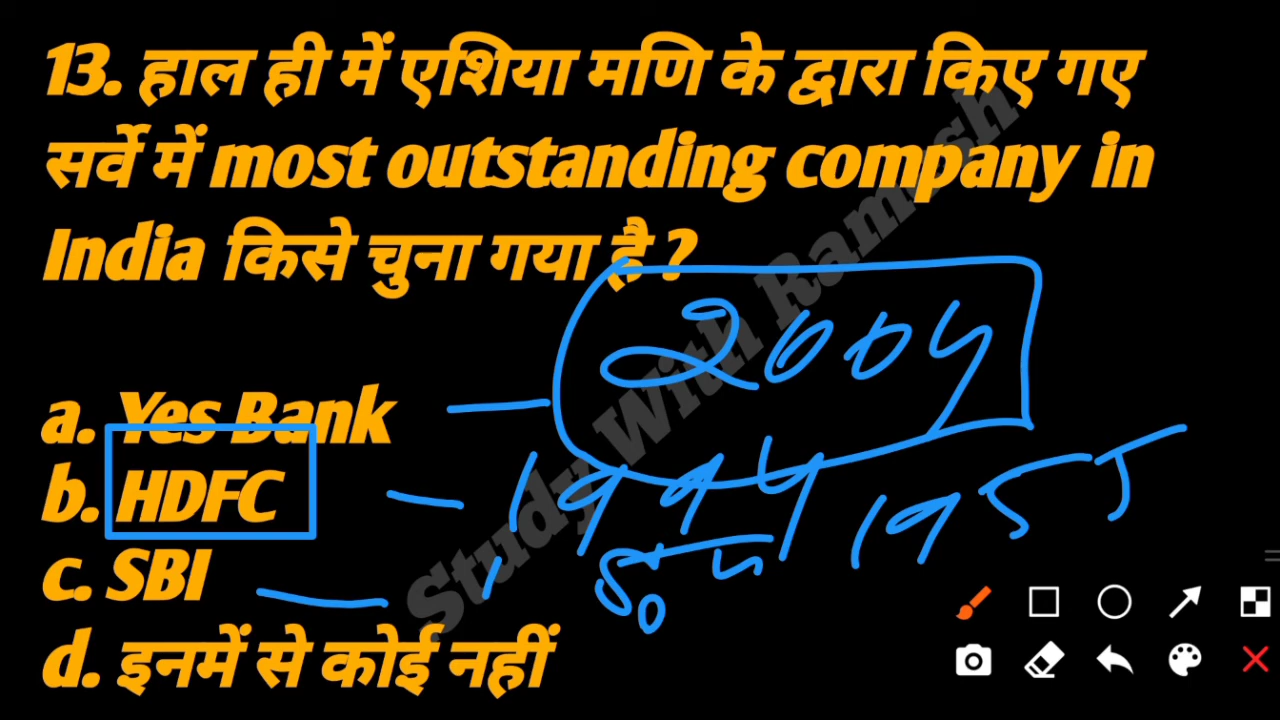 13. हाल ही में एशिया मणि के द्वारा किए गए
सर्वे में most outstanding company in
India किसे चुना गया है ?
2004
a. Yes Bank
b. HDFC
1994
1955
c. SBI
d. इनमें से कोई नहीं
Study With Ramesh